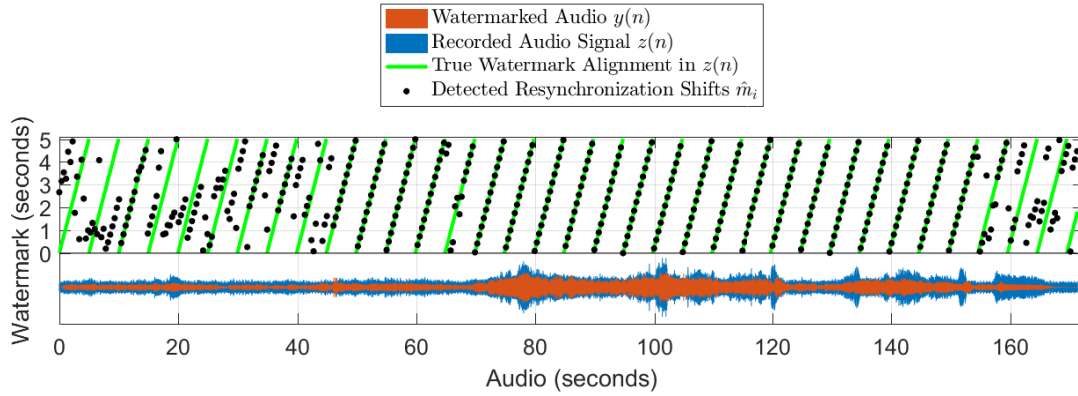 Watermarked Audio y(n)
Recorded Audio Signal z(n)
True Watermark Alignment in z(n)
Detected Resynchronization Shifts m̂ᵢ
Watermark (seconds)
5
4
3
2
1
0
0 20 40 60 80 100 120 140 160
Audio (seconds)